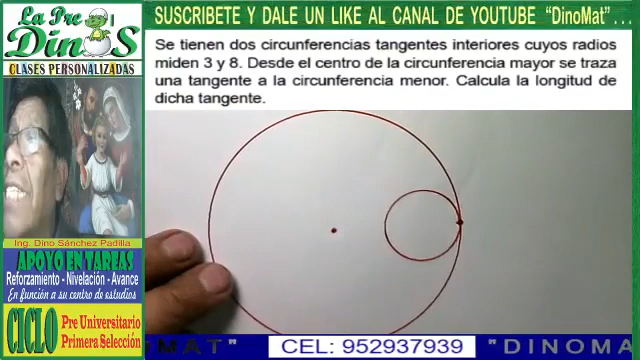 La Pre
DinoS
CLASES PERSONALIZADAS
SUSCRIBETE Y DALE UN LIKE AL CANAL DE YOUTUBE "DinoMat"...
Se tienen dos circunferencias tangentes interiores cuyos radios
miden 3 y 8. Desde el centro de la circunferencia mayor se traza
una tangente a la circunferencia menor. Calcula la longitud de
dicha tangente.
Ing. Dino Sánchez Padilla
APOYO EN TAREAS
Reforzamiento - Nivelación - Avance
En función a su centro de estudios
CICLO
Pre Universitario
Primera Selección
OMAT" CEL: 952937939 "DINOMA